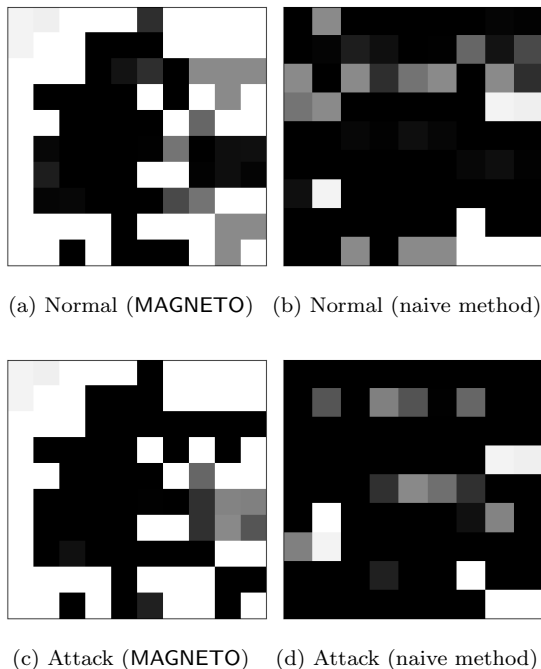 (a) Normal (MAGNETO) (b) Normal (naive method)
(c) Attack (MAGNETO) (d) Attack (naive method)